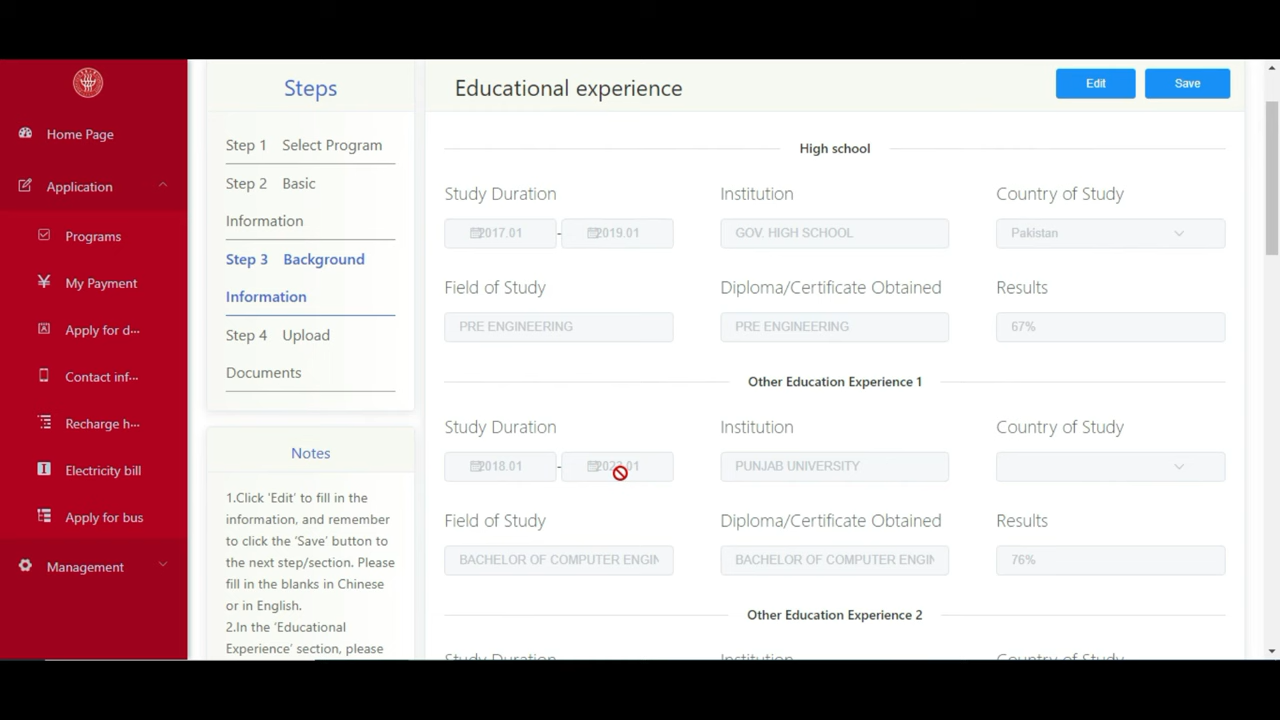 Home Page
Application
Programs
My Payment
Apply for d···
Contact inf···
Recharge h···
Electricity bill
Apply for bus
Management
Steps
Step 1 Select Program
Step 2 Basic
Information
Step 3 Background
Information
Step 4 Upload
Documents
Notes
1.Click 'Edit' to fill in the
information, and remember
to click the 'Save' button to
the next step/section. Please
fill in the blanks in Chinese
or in English.
2.In the 'Educational
Experience' section, please
Educational experience
Edit
Save
High school
Study Duration
Institution
Country of Study
2017.01 - 2019.01
GOV. HIGH SCHOOL
Pakistan
Field of Study
Diploma/Certificate Obtained
Results
PRE ENGINEERING
PRE ENGINEERING
67%
Other Education Experience 1
Study Duration
Institution
Country of Study
2018.01 -
PUNJAB UNIVERSITY
Field of Study
Diploma/Certificate Obtained
Results
BACHELOR OF COMPUTER ENGIN
BACHELOR OF COMPUTER ENGIN
76%
Other Education Experience 2
Study Duration
Institution
Country of Study